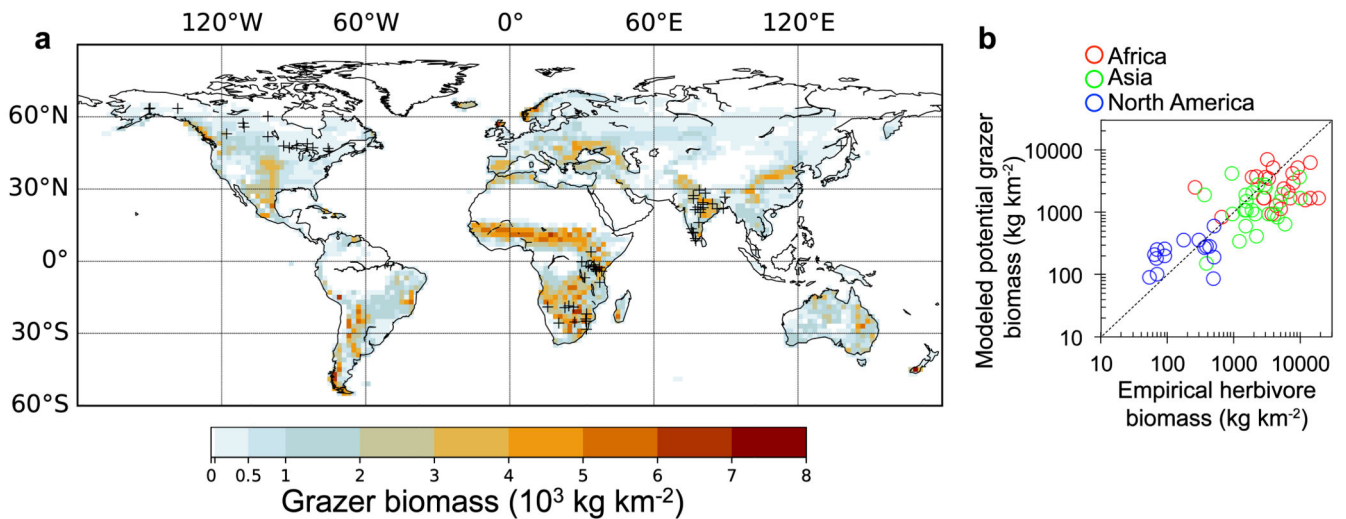 120°W 60°W 0° 60°E 120°E
a
60°N
30°N
0°
30°S
60°S
0 0.5 1 2 3 4 5 6 7 8
Grazer biomass (10³ kg km⁻²)
b
Africa
Asia
North America
Modeled potential grazer
biomass (kg km⁻²)
10000
1000
100
10
10 100 1000 10000
Empirical herbivore
biomass (kg km⁻²)